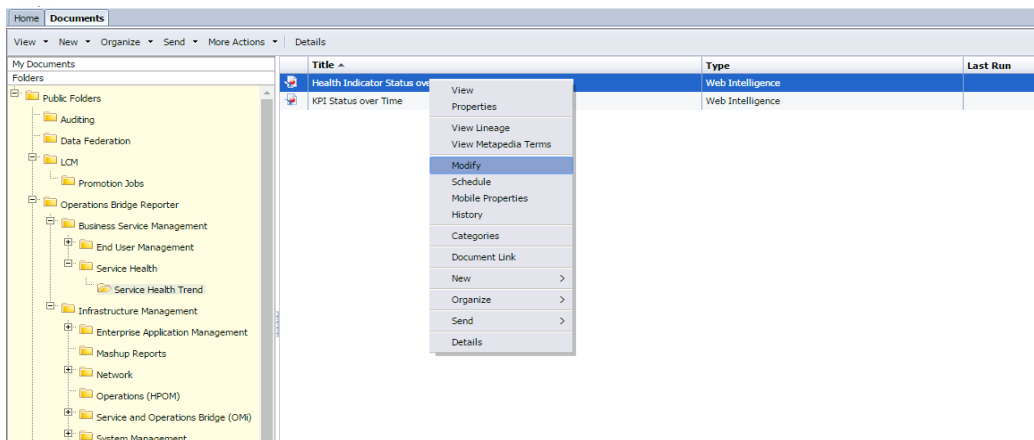 Home Documents
View New Organize Send More Actions Details
My Documents
Folders
Public Folders
Auditing
Data Federation
LCM
Promotion Jobs
Operations Bridge Reporter
Business Service Management
End User Management
Service Health
Service Health Trend
Infrastructure Management
Enterprise Application Management
Mashup Reports
Network
Operations (HPOM)
Service and Operations Bridge (OMi)
System Management
Title Type Last Run
Health Indicator Status ove Web Intelligence
KPI Status over Time Web Intelligence
View
Properties
View Lineage
View Metapedia Terms
Modify
Schedule
Mobile Properties
History
Categories
Document Link
New >
Organize >
Send >
Details